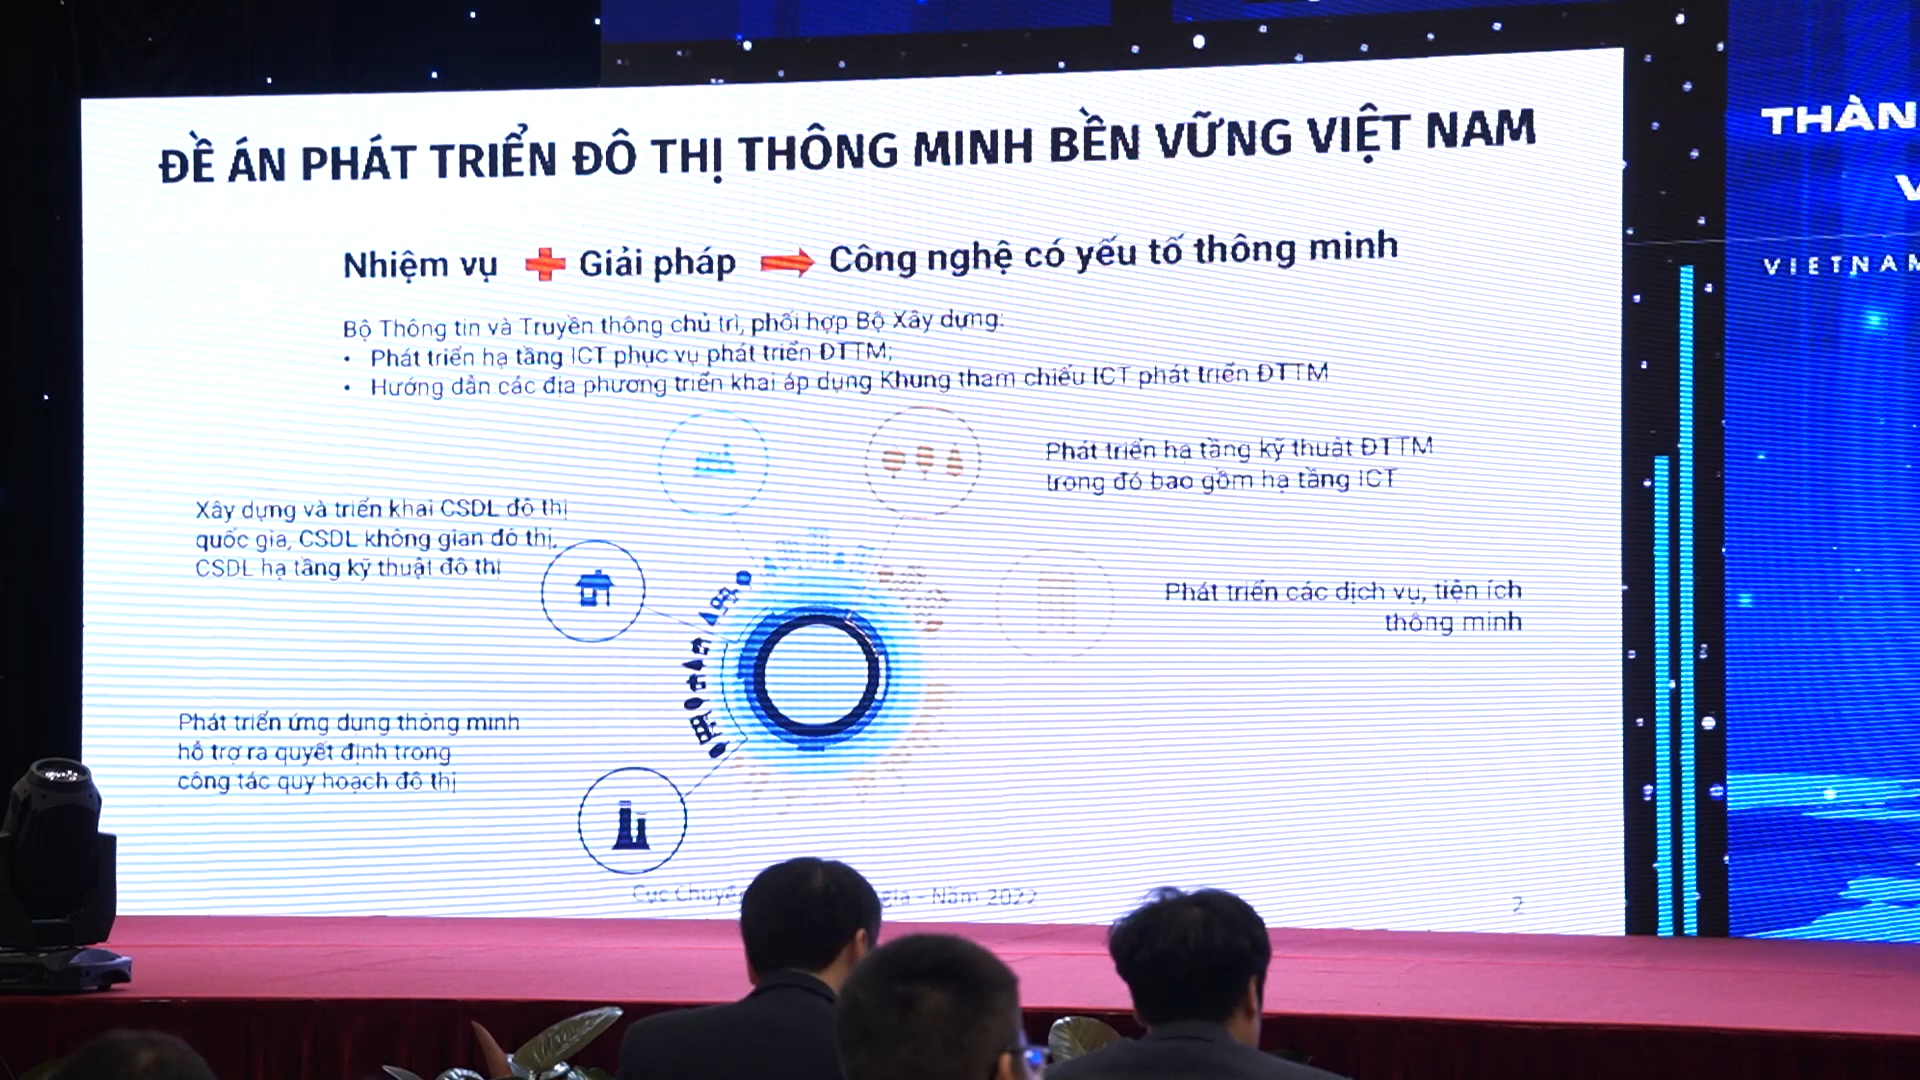 ĐỀ ÁN PHÁT TRIỂN ĐÔ THỊ THÔNG MINH BỀN VỮNG VIỆT NAM
Nhiệm vụ + Giải pháp → Công nghệ có yếu tố thông minh
Bộ Thông tin và Truyền thông chủ trì, phối hợp Bộ Xây dựng:
• Phát triển hạ tầng ICT phục vụ phát triển ĐTTM;
• Hướng dẫn các địa phương triển khai áp dụng Khung tham chiếu ICT phát triển ĐTTM
Phát triển hạ tầng kỹ thuật ĐTTM
trong đó bao gồm hạ tầng ICT
Xây dựng và triển khai CSDL đô thị
quốc gia, CSDL không gian đô thị,
CSDL hạ tầng kỹ thuật đô thị
Phát triển các dịch vụ, tiện ích
thông minh
Phát triển ứng dụng thông minh
hỗ trợ ra quyết định trong
công tác quy hoạch đô thị
Cục Chuyể gia - Năm 2022
2
THÀN
V
VIETNAM